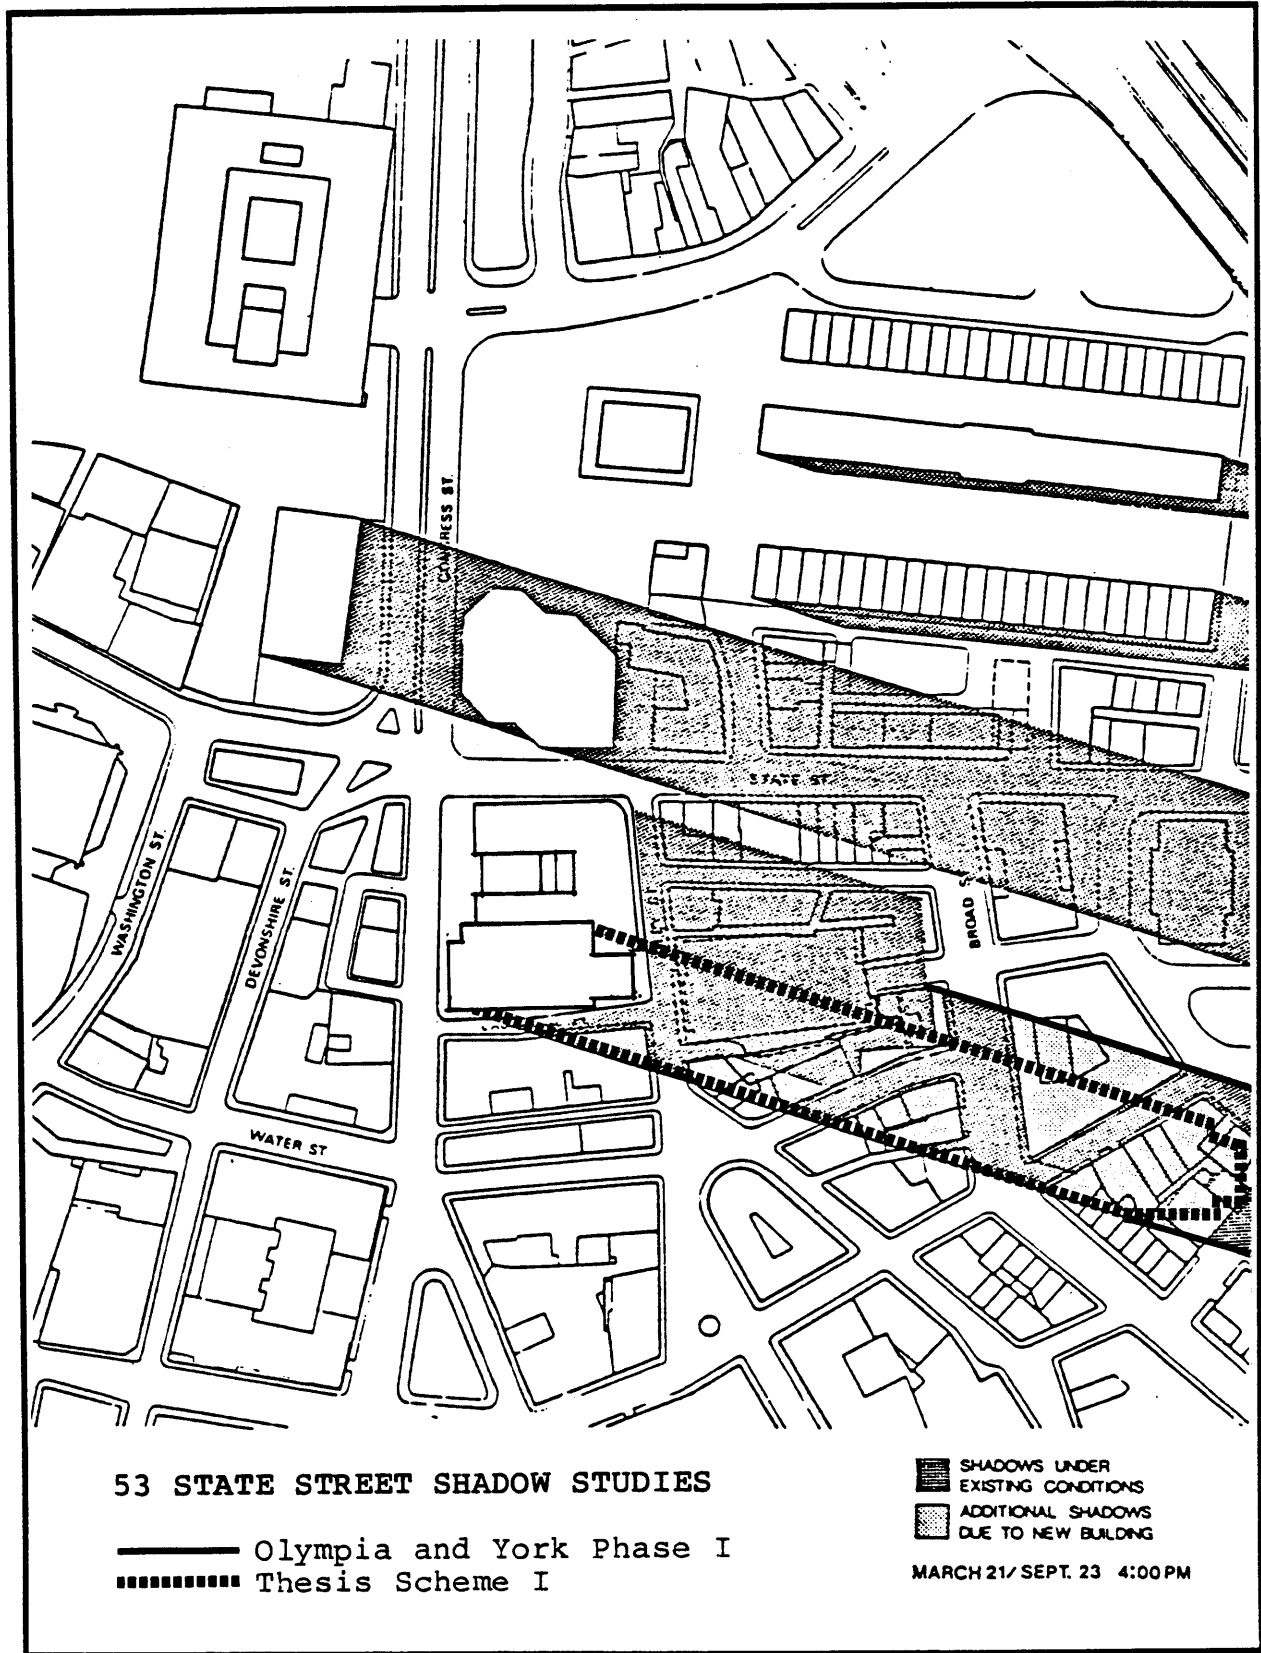 CONGRESS ST.
STATE ST.
WASHINGTON ST.
DEVONSHIRE ST.
BROAD S
WATER ST
53 STATE STREET SHADOW STUDIES
Olympia and York Phase I
Thesis Scheme I
SHADOWS UNDER
EXISTING CONDITIONS
ADDITIONAL SHADOWS
DUE TO NEW BUILDING
MARCH 21/ SEPT. 23 4:00 PM